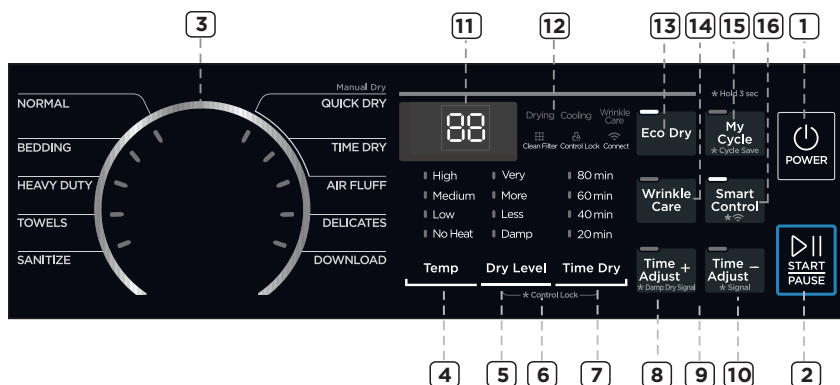 3
11
12
13
14
15
16
1
Manual Dry
* Hold 3 sec
NORMAL
QUICK DRY
BEDDING
TIME DRY
HEAVY DUTY
AIR FLUFF
TOWELS
DELICATES
SANITIZE
DOWNLOAD
88
Drying Cooling Wrinkle
Care
Clean Filter Control Lock Connect
High Very 80 min
Medium More 60 min
Low Less 40 min
No Heat Damp 20 min
Temp Dry Level Time Dry
* Control Lock
Eco Dry
My
Cycle
* Cycle Save
Wrinkle
Care
Smart
Control
*
Time
Adjust +
* Damp Dry Signal
Time
Adjust –
* Signal
POWER
START
PAUSE
4
5
6
7
8
9
10
2